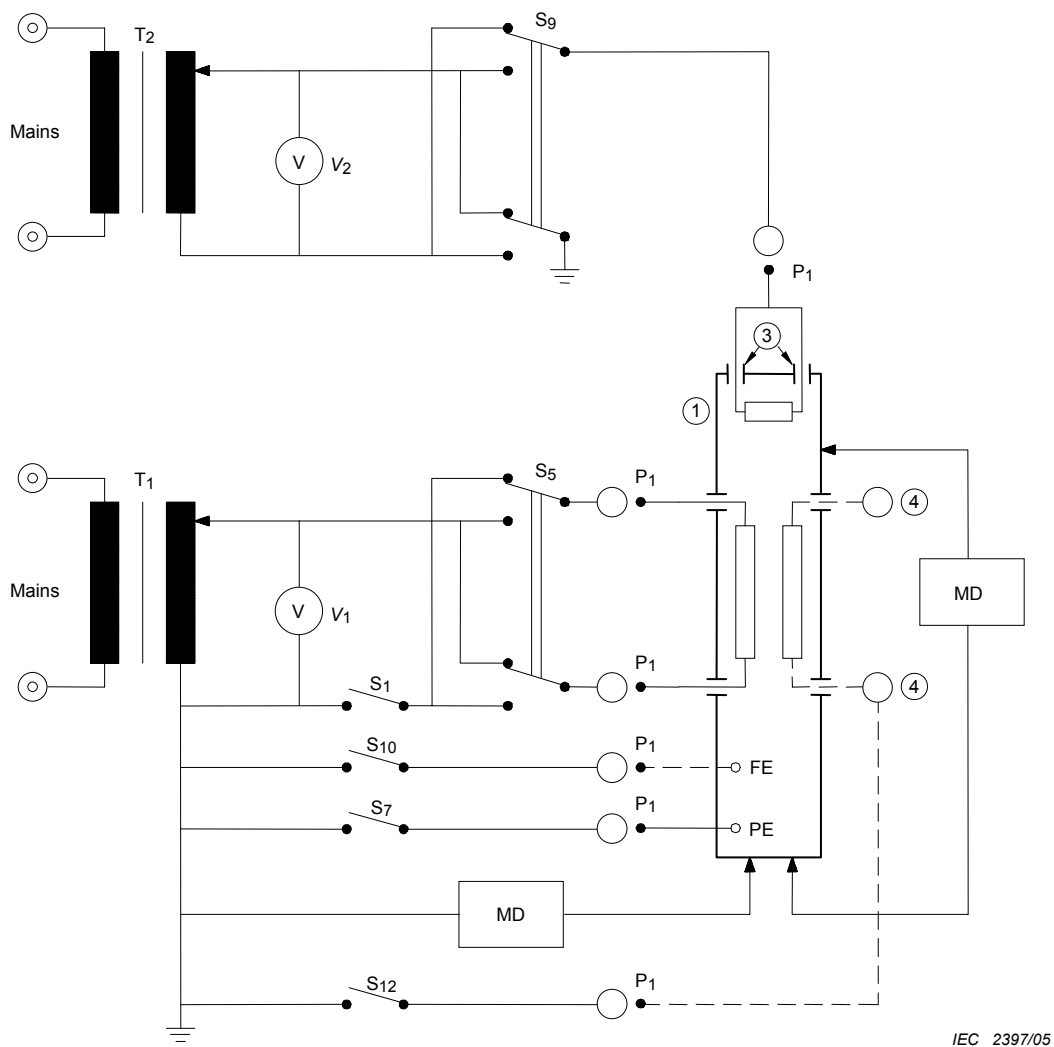 T2
S9
Mains
V
V2
P1
3
1
T1
S5
P1
4
Mains
V
V1
MD
S1
P1
4
S10
P1
FE
S7
P1
PE
MD
S12
P1
IEC 2397/05